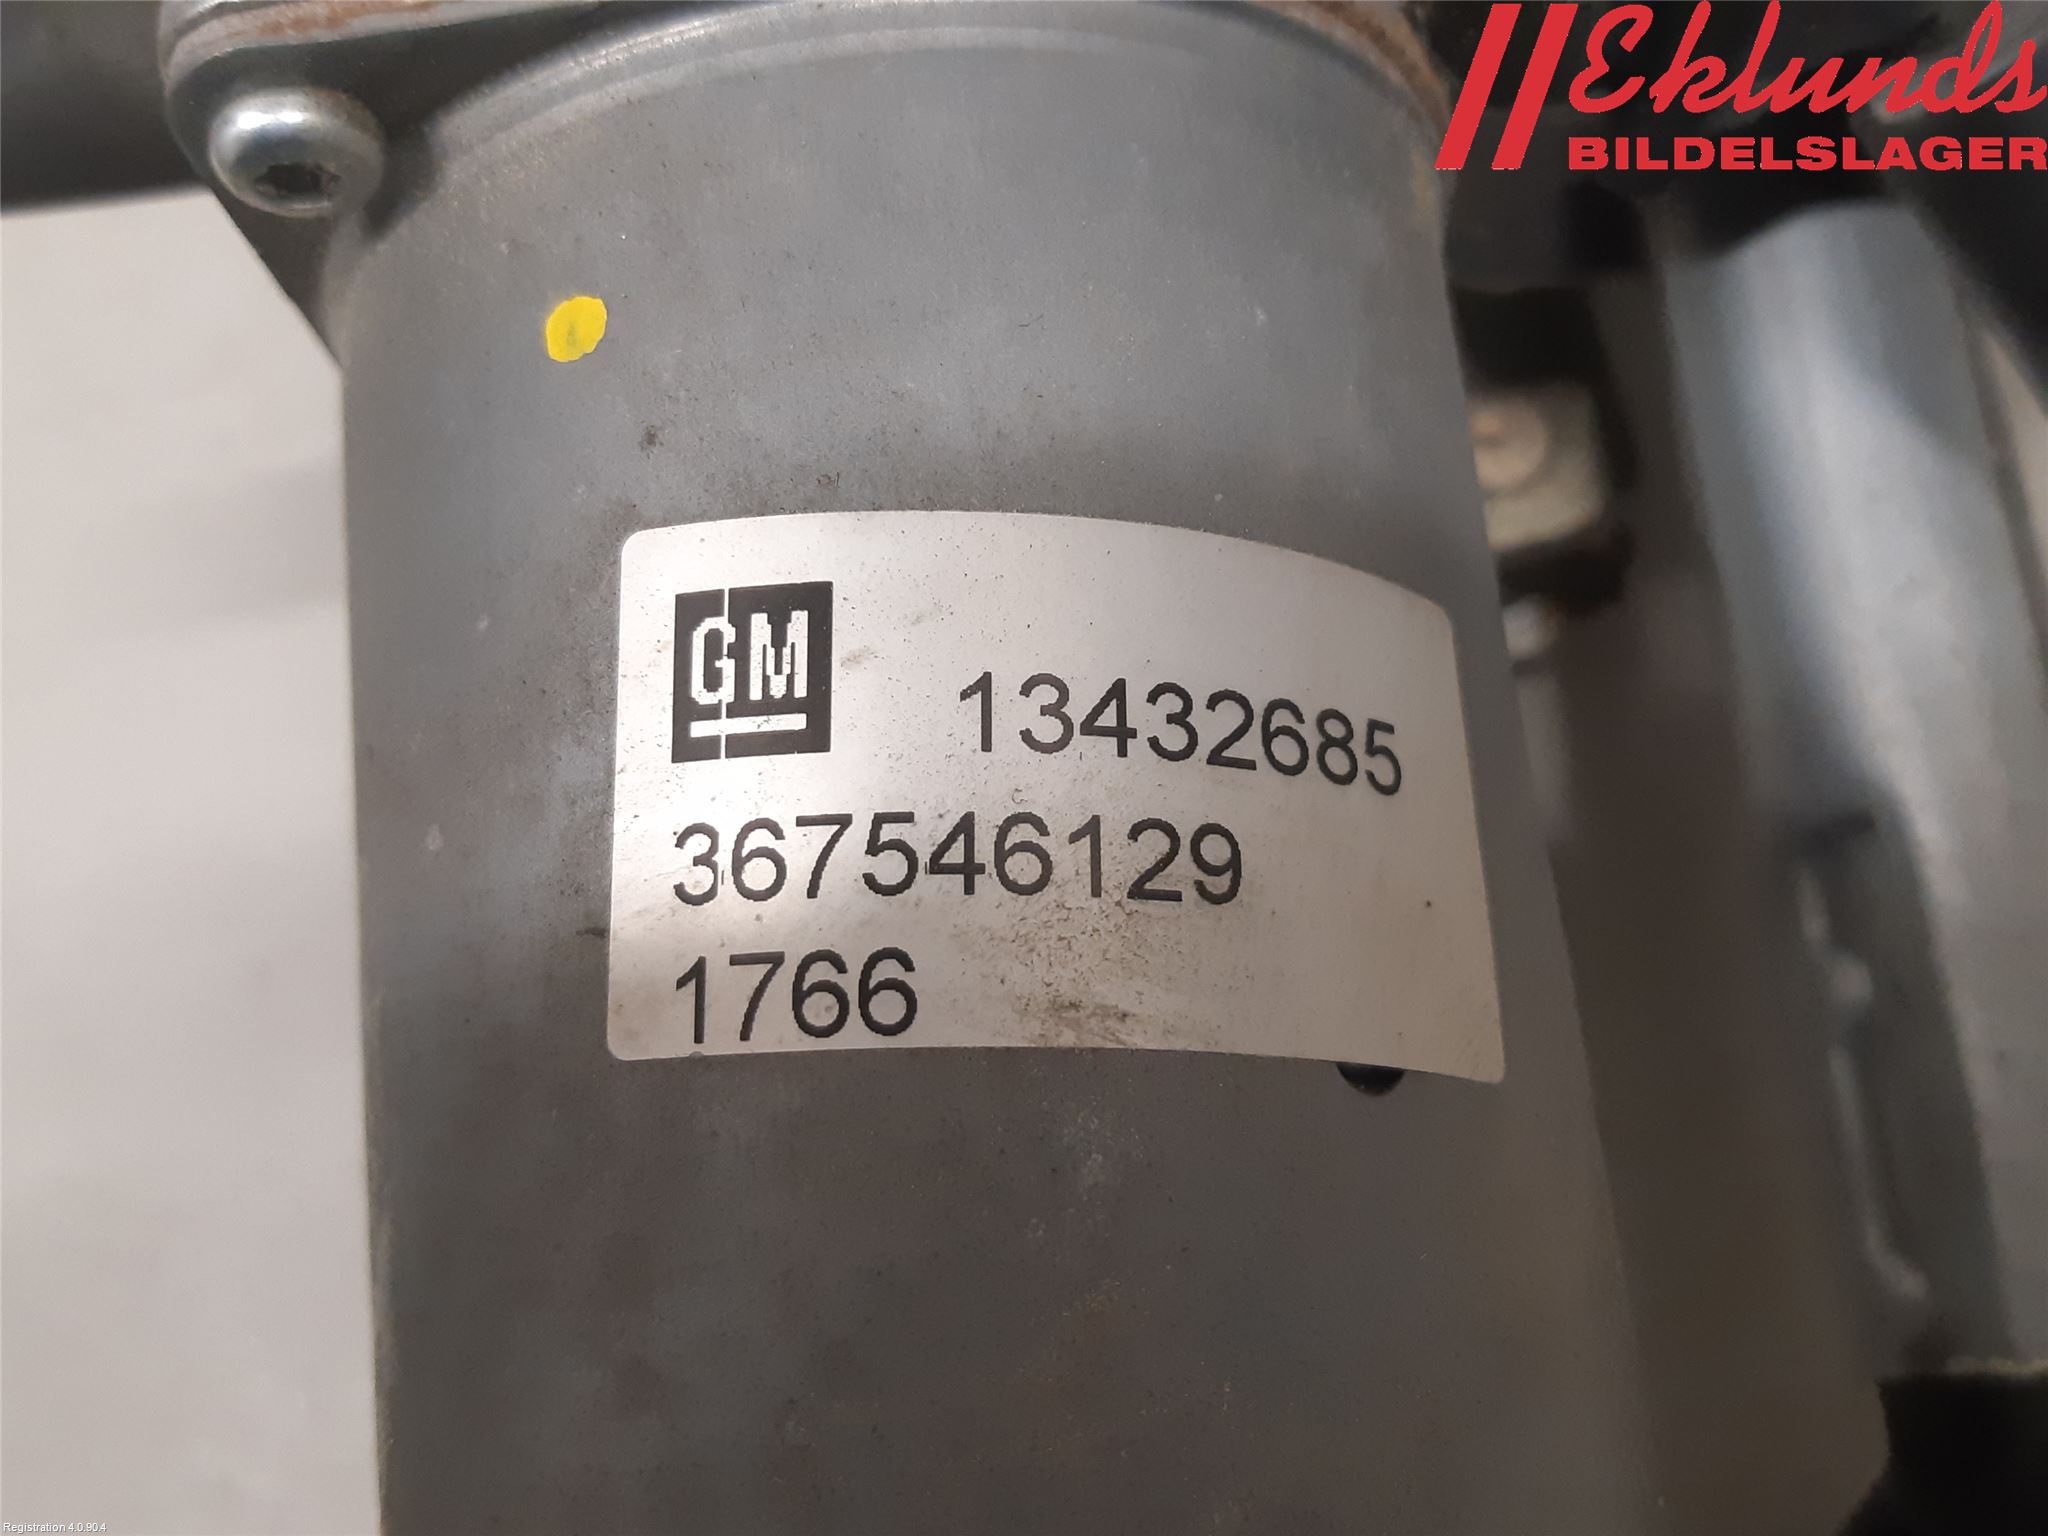 Eklunds
BILDELSLAGER
GM 13432685
367546129
1766
Registration 4.0.90.4